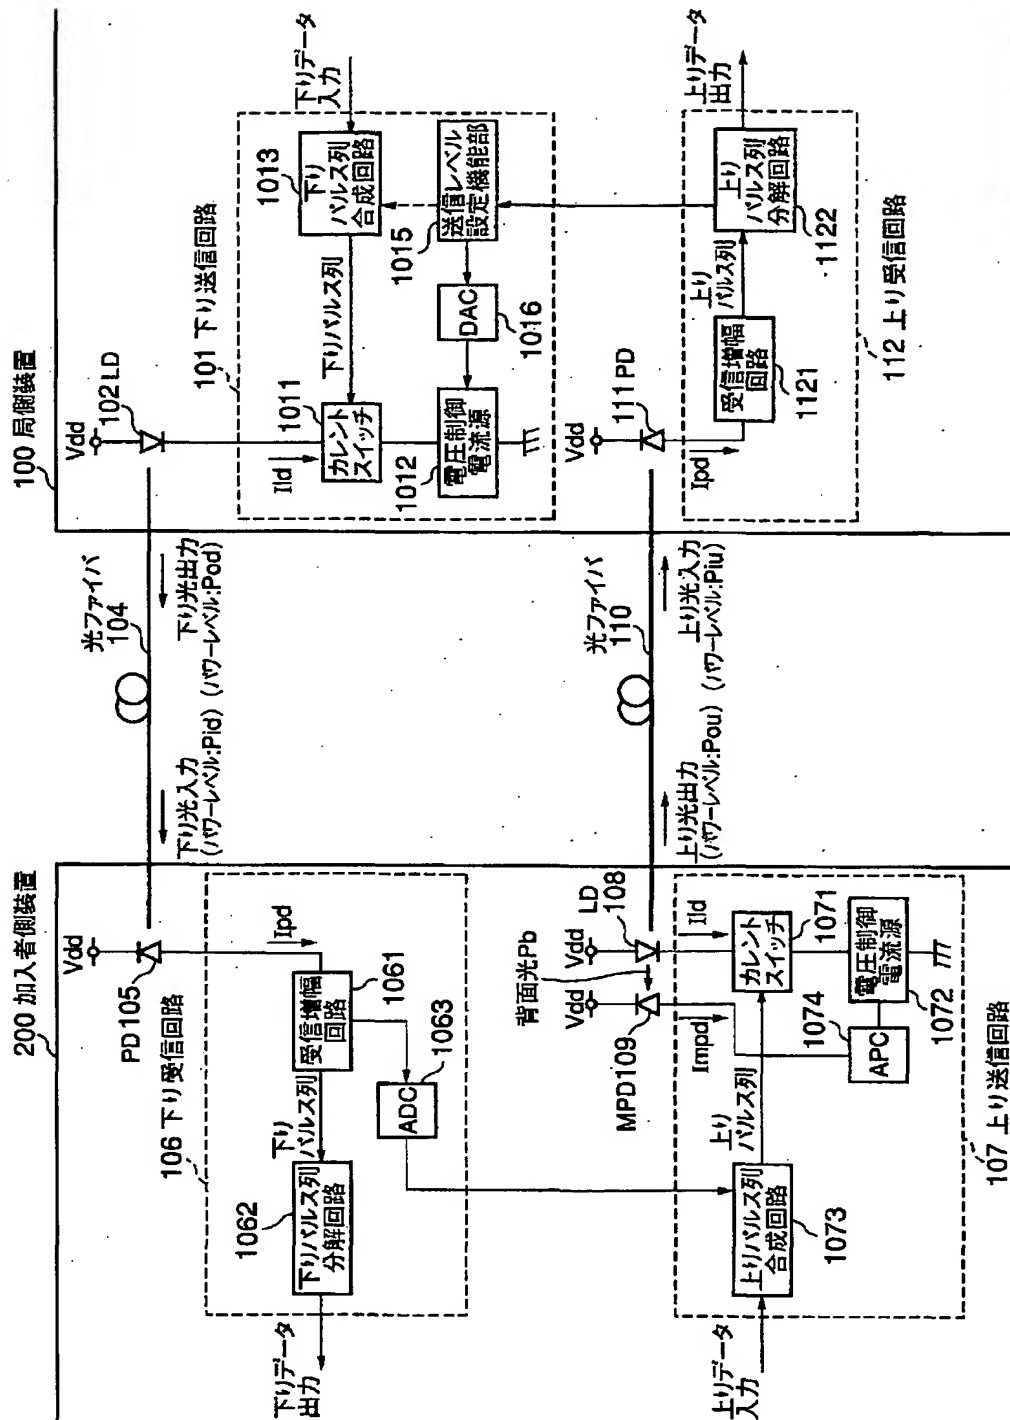 100 局側装置
Vdd
102 LD
101 下り送信回路
Ild
1011
カレント
スイッチ
1012
電圧制御
電流源
下りパルス列
1013
下り
パルス列
合成回路
下りデータ
入力
1015
送信レベル
設定機能部
DAC
1016
Vdd
111 PD
Ipd
受信増幅
回路
1121
上り
パルス列
上り
パルス列
分解回路
1122
上りデータ
出力
112 上り受信回路
光ファイバ
104
下り光出力
(パワーレベル:Pod)
下り光入力
(パワーレベル:Pid)
光ファイバ
110
上り光出力
(パワーレベル:Pou)
上り光入力
(パワーレベル:Piu)
200 加入者側装置
Vdd
PD105
106 下り受信回路
Ipd
受信増幅
回路
1061
ADC
1063
下り
パルス列
1062
下りパルス列
分解回路
下りデータ
出力
背面光Pb
Vdd
Vdd
LD
108
MPD109
Impd
Ild
カレント
スイッチ
1071
電圧制御
電流源
1072
1074
APC
上り
パルス列
上りパルス列
合成回路
1073
上りデータ
入力
107 上り送信回路